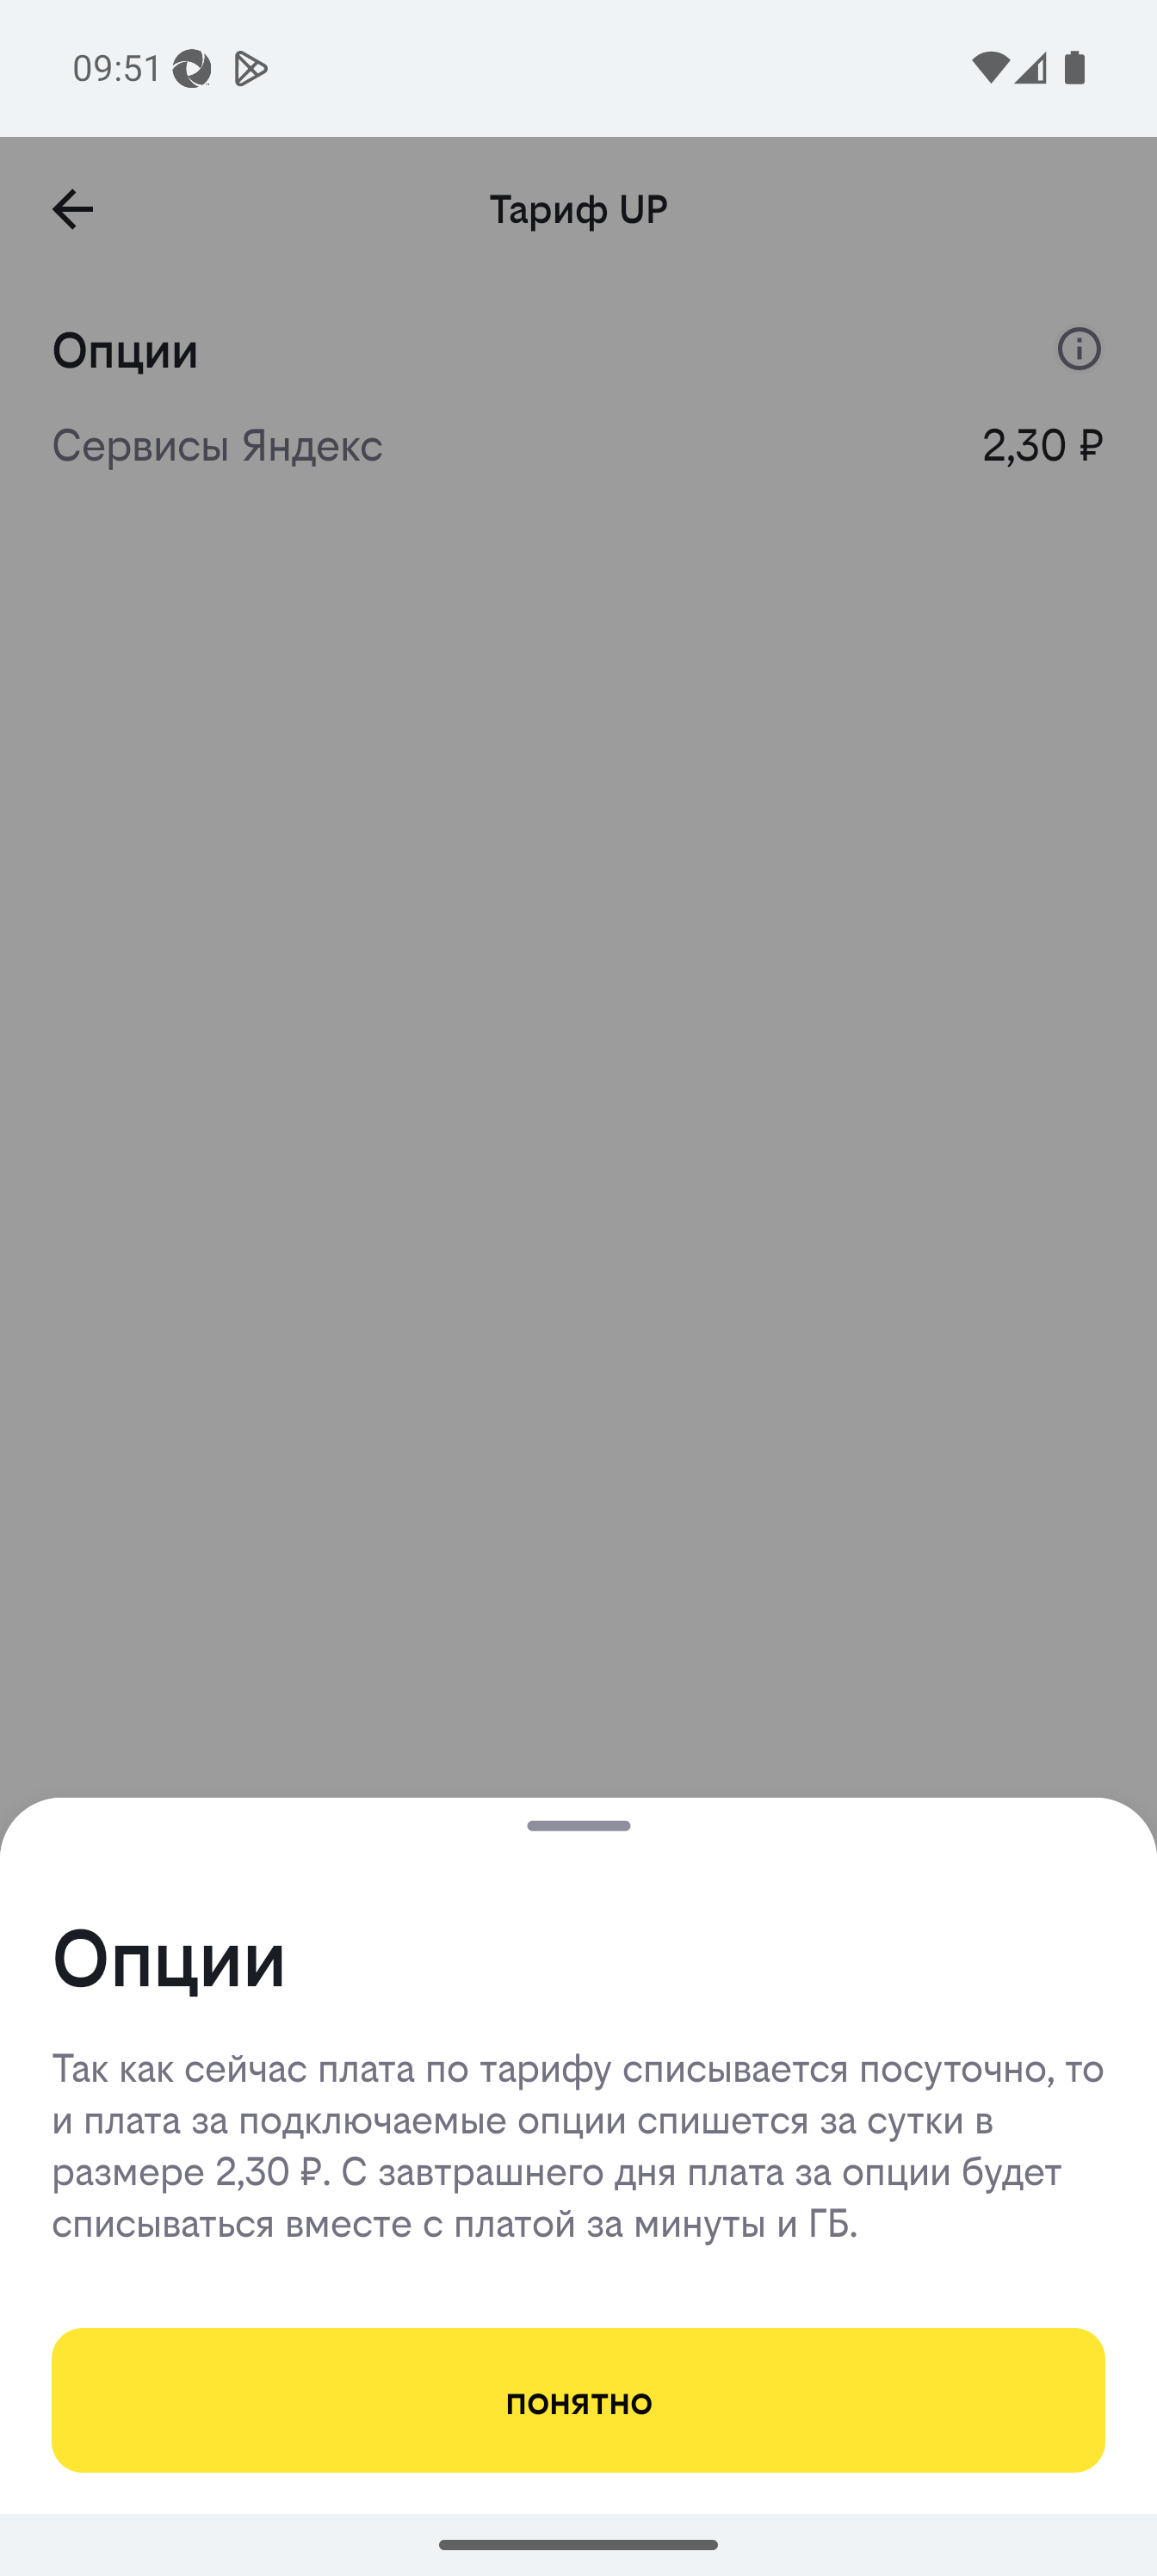 09:51
Тариф UP
Опции
Сервисы Яндекс 2,30 ₽
Опции
Так как сейчас плата по тарифу списывается посуточно, то
и плата за подключаемые опции спишется за сутки в
размере 2,30 ₽. С завтрашнего дня плата за опции будет
списываться вместе с платой за минуты и ГБ.
понятно